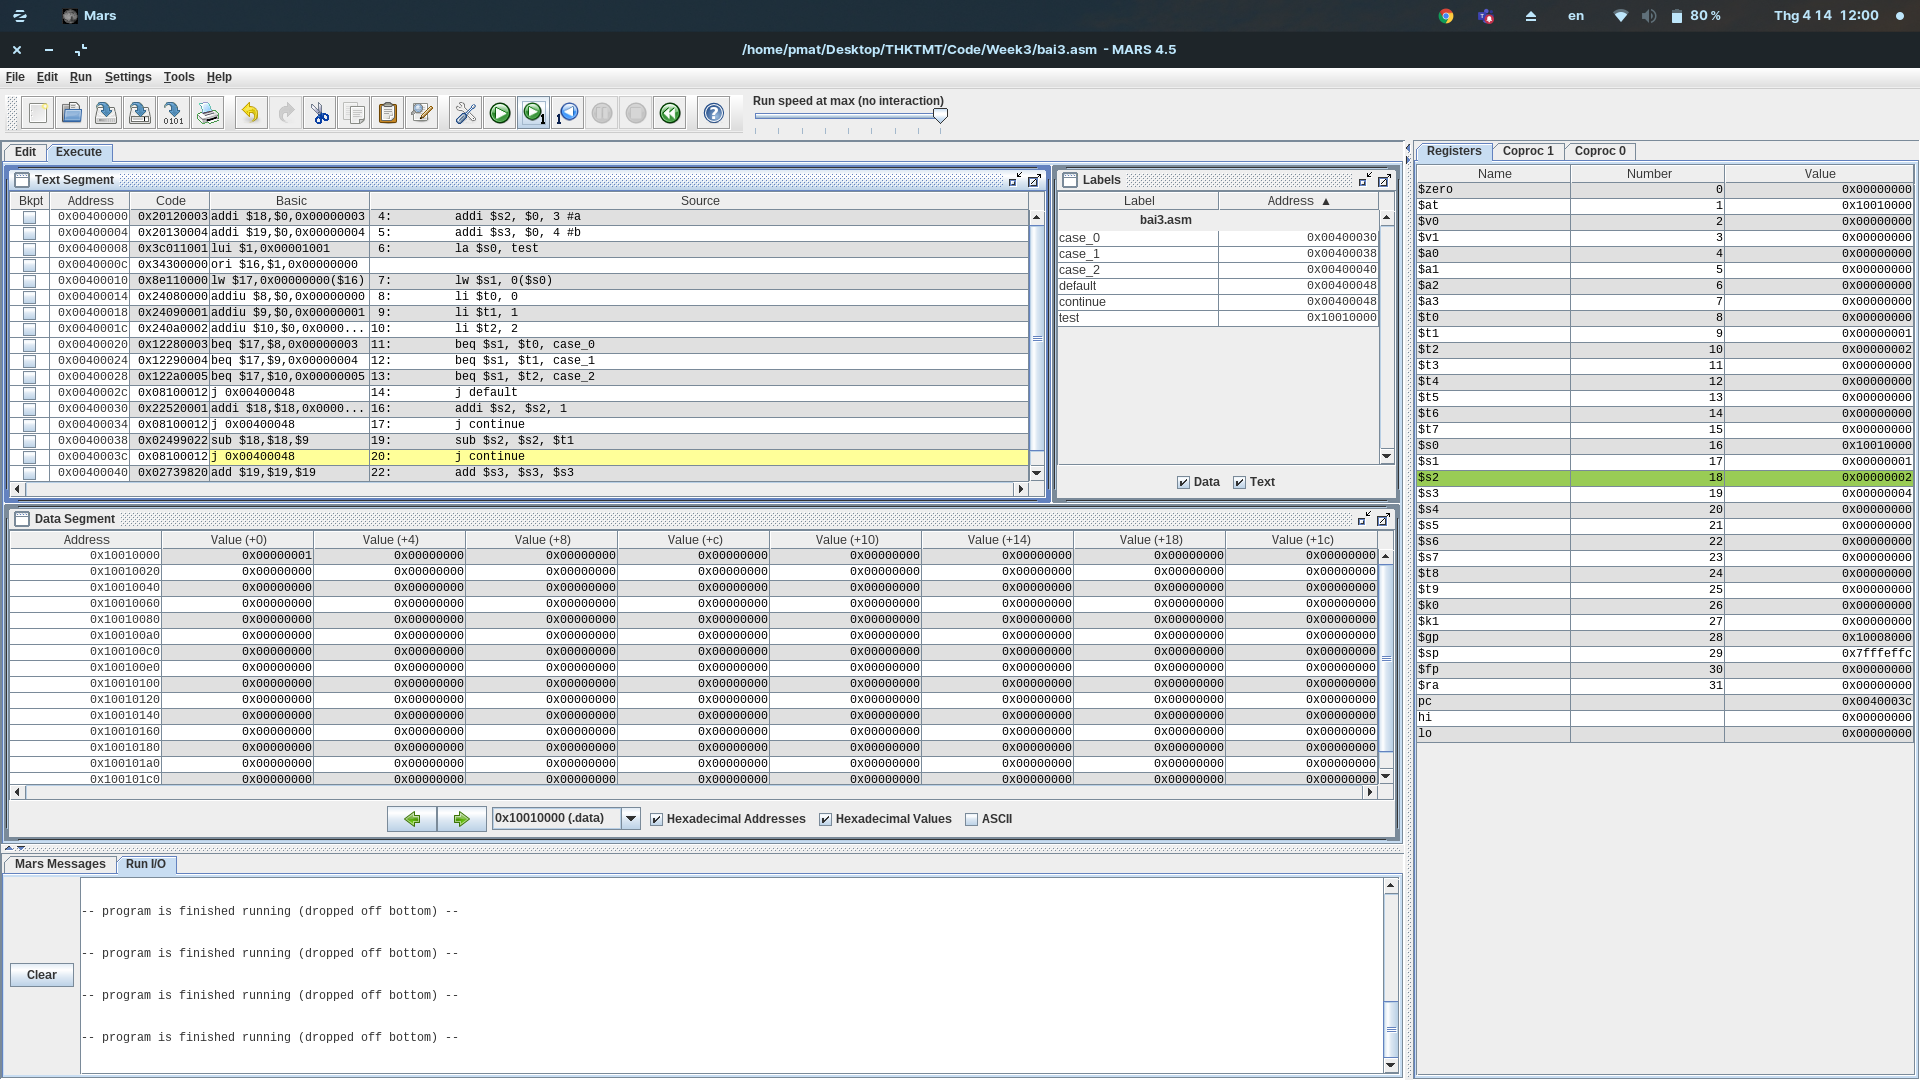 Mars
en
80 %
Thg 4 14 12:00
/home/pmat/Desktop/THKTMT/Code/Week3/bai3.asm - MARS 4.5
File Edit Run Settings Tools Help
Run speed at max (no interaction)
Edit Execute
Text Segment
Bkpt Address Code Basic Source
0x00400000 0x20120003 addi $18,$0,0x00000003 4: addi $s2, $0, 3 #a
0x00400004 0x20130004 addi $19,$0,0x00000004 5: addi $s3, $0, 4 #b
0x00400008 0x3c011001 lui $1,0x00001001 6: la $s0, test
0x0040000c 0x34300000 ori $16,$1,0x00000000
0x00400010 0x8e110000 lw $17,0x00000000($16) 7: lw $s1, 0($s0)
0x00400014 0x24080000 addiu $8,$0,0x00000000 8: li $t0, 0
0x00400018 0x24090001 addiu $9,$0,0x00000001 9: li $t1, 1
0x0040001c 0x240a0002 addiu $10,$0,0x0000... 10: li $t2, 2
0x00400020 0x12280003 beq $17,$8,0x00000003 11: beq $s1, $t0, case_0
0x00400024 0x12290004 beq $17,$9,0x00000004 12: beq $s1, $t1, case_1
0x00400028 0x122a0005 beq $17,$10,0x00000005 13: beq $s1, $t2, case_2
0x0040002c 0x08100012 j 0x00400048 14: j default
0x00400030 0x22520001 addi $18,$18,0x0000... 16: addi $s2, $s2, 1
0x00400034 0x08100012 j 0x00400048 17: j continue
0x00400038 0x02499022 sub $18,$18,$9 19: sub $s2, $s2, $t1
0x0040003c 0x08100012 j 0x00400048 20: j continue
0x00400040 0x02739820 add $19,$19,$19 22: add $s3, $s3, $s3
Labels
Label Address ▲
bai3.asm
case_0 0x00400030
case_1 0x00400038
case_2 0x00400040
default 0x00400048
continue 0x00400048
test 0x10010000
Data Text
Data Segment
Address Value (+0) Value (+4) Value (+8) Value (+c) Value (+10) Value (+14) Value (+18) Value (+1c)
0x10010000 0x00000001 0x00000000 0x00000000 0x00000000 0x00000000 0x00000000 0x00000000 0x00000000
0x10010020 0x00000000 0x00000000 0x00000000 0x00000000 0x00000000 0x00000000 0x00000000 0x00000000
0x10010040 0x00000000 0x00000000 0x00000000 0x00000000 0x00000000 0x00000000 0x00000000 0x00000000
0x10010060 0x00000000 0x00000000 0x00000000 0x00000000 0x00000000 0x00000000 0x00000000 0x00000000
0x10010080 0x00000000 0x00000000 0x00000000 0x00000000 0x00000000 0x00000000 0x00000000 0x00000000
0x100100a0 0x00000000 0x00000000 0x00000000 0x00000000 0x00000000 0x00000000 0x00000000 0x00000000
0x100100c0 0x00000000 0x00000000 0x00000000 0x00000000 0x00000000 0x00000000 0x00000000 0x00000000
0x100100e0 0x00000000 0x00000000 0x00000000 0x00000000 0x00000000 0x00000000 0x00000000 0x00000000
0x10010100 0x00000000 0x00000000 0x00000000 0x00000000 0x00000000 0x00000000 0x00000000 0x00000000
0x10010120 0x00000000 0x00000000 0x00000000 0x00000000 0x00000000 0x00000000 0x00000000 0x00000000
0x10010140 0x00000000 0x00000000 0x00000000 0x00000000 0x00000000 0x00000000 0x00000000 0x00000000
0x10010160 0x00000000 0x00000000 0x00000000 0x00000000 0x00000000 0x00000000 0x00000000 0x00000000
0x10010180 0x00000000 0x00000000 0x00000000 0x00000000 0x00000000 0x00000000 0x00000000 0x00000000
0x100101a0 0x00000000 0x00000000 0x00000000 0x00000000 0x00000000 0x00000000 0x00000000 0x00000000
0x100101c0 0x00000000 0x00000000 0x00000000 0x00000000 0x00000000 0x00000000 0x00000000 0x00000000
0x10010000 (.data) Hexadecimal Addresses Hexadecimal Values ASCII
Mars Messages Run I/O
-- program is finished running (dropped off bottom) --
-- program is finished running (dropped off bottom) --
Clear
-- program is finished running (dropped off bottom) --
-- program is finished running (dropped off bottom) --
Registers Coproc 1 Coproc 0
Name Number Value
$zero 0 0x00000000
$at 1 0x10010000
$v0 2 0x00000000
$v1 3 0x00000000
$a0 4 0x00000000
$a1 5 0x00000000
$a2 6 0x00000000
$a3 7 0x00000000
$t0 8 0x00000000
$t1 9 0x00000001
$t2 10 0x00000002
$t3 11 0x00000000
$t4 12 0x00000000
$t5 13 0x00000000
$t6 14 0x00000000
$t7 15 0x00000000
$s0 16 0x10010000
$s1 17 0x00000001
$s2 18 0x00000002
$s3 19 0x00000004
$s4 20 0x00000000
$s5 21 0x00000000
$s6 22 0x00000000
$s7 23 0x00000000
$t8 24 0x00000000
$t9 25 0x00000000
$k0 26 0x00000000
$k1 27 0x00000000
$gp 28 0x10008000
$sp 29 0x7fffeffc
$fp 30 0x00000000
$ra 31 0x00000000
pc 0x0040003c
hi 0x00000000
lo 0x00000000